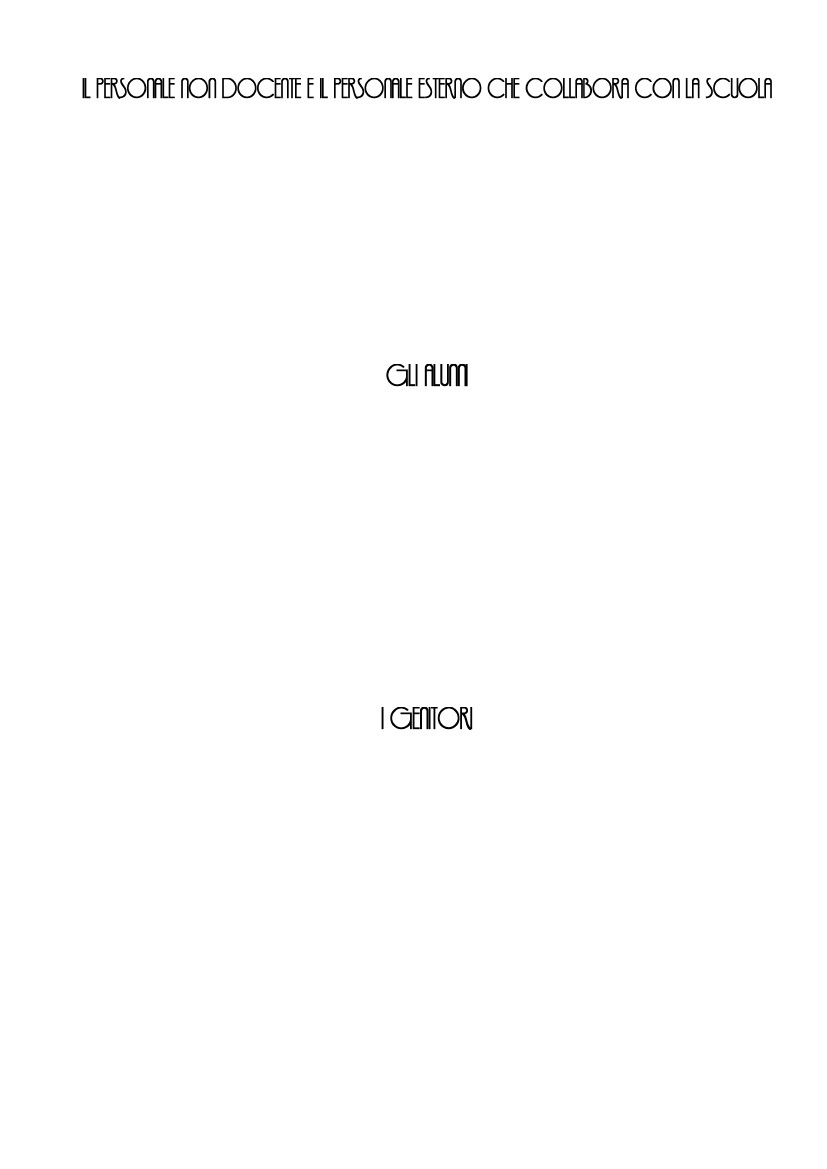 IL PERSONALE NON DOCENTE E IL PERSONALE ESTERNO CHE COLLABORA CON LA SCUOLA
GLI ALUNNI
I GENITORI